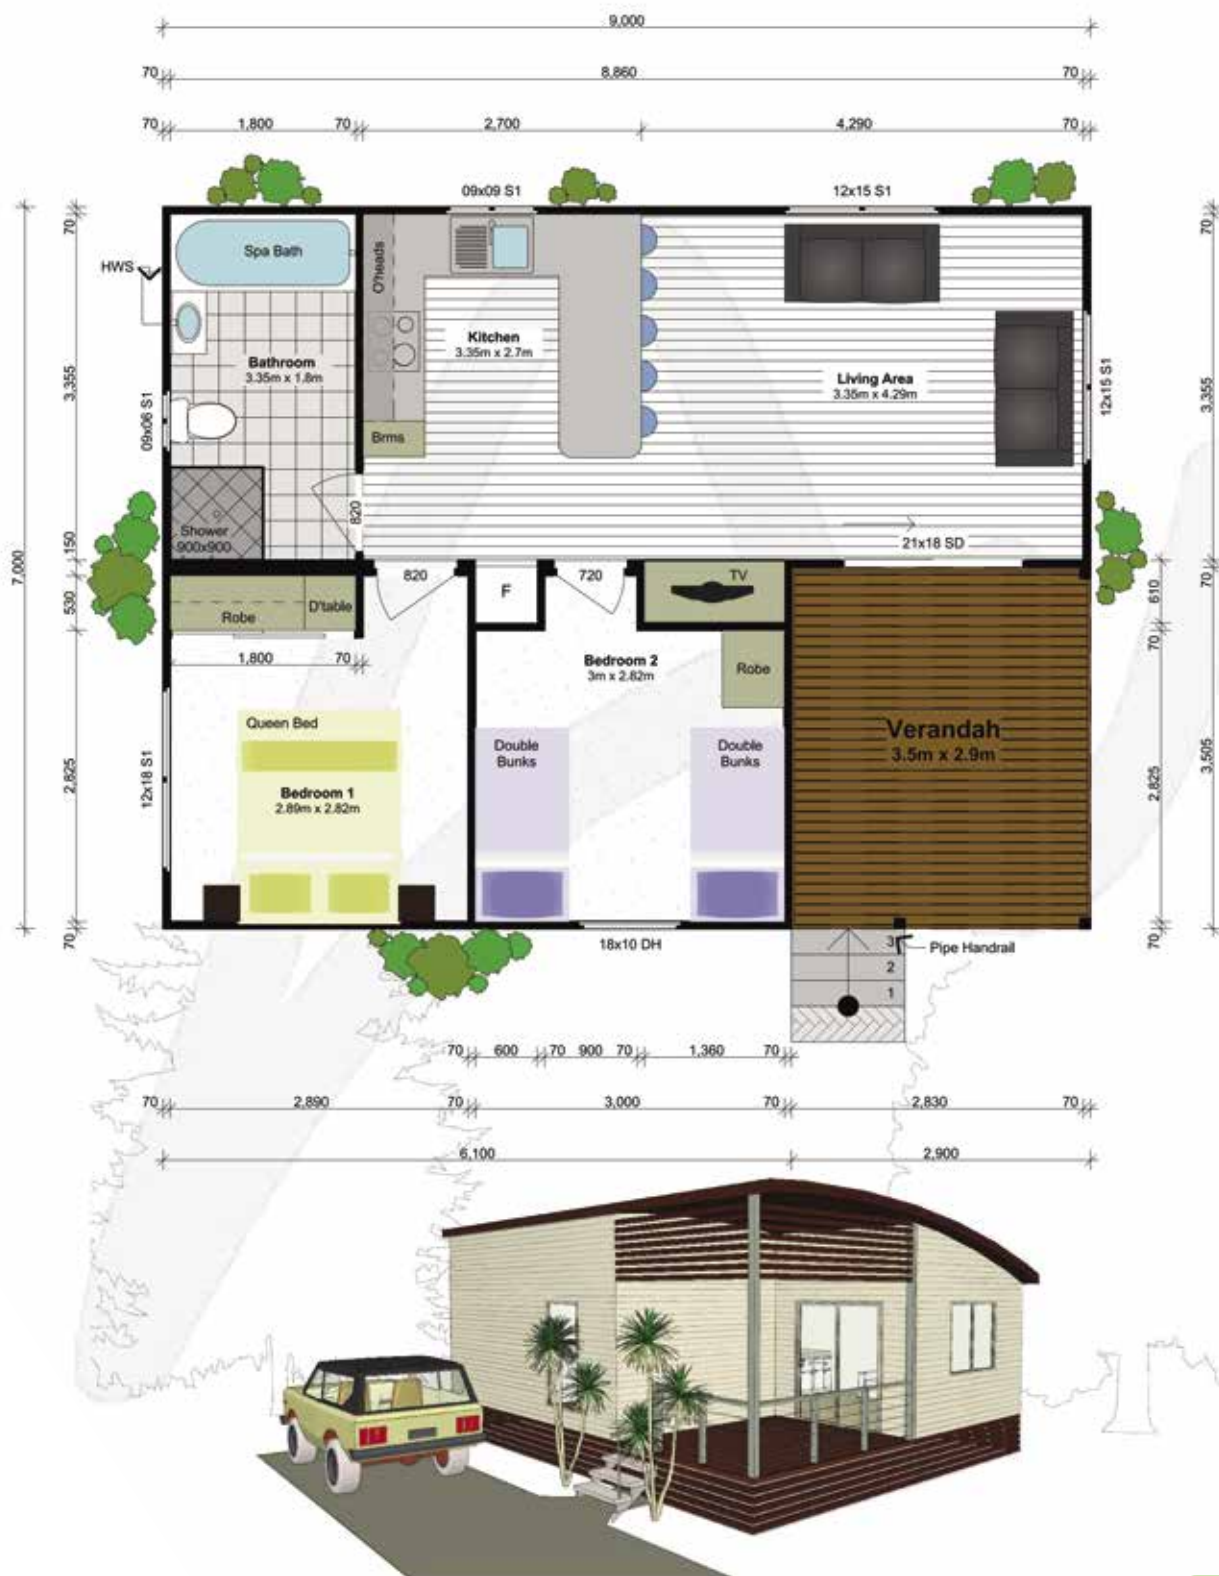 9,000
70 8,860 70
70 1,800 70 2,700 4,290 70
09x09 S1 12x15 S1
70 70
Spa Bath
O'heads
HWS
Kitchen
3.35m x 2.7m
Bathroom
3.35m x 1.8m
Living Area
3.35m x 4.29m
3,355
12x15 S1
3,355
09x06 S1
Brms
820
Shower
900x900
150
21x18 SD
7,000
820
720
TV
F
70
610
530
Robe
D'table
1,800 70
Bedroom 2
3m x 2.82m
Robe
70
Queen Bed
Double
Bunks
Double
Bunks
Verandah
3.5m x 2.9m
12x18 S1
2,825
Bedroom 1
2.89m x 2.82m
2,825
3,505
70
70
18x10 DH
3
Pipe Handrail
2
1
70 600 70 900 70 1,360 70
70 2,890 70 3,000 70 2,830 70
6,100 2,900